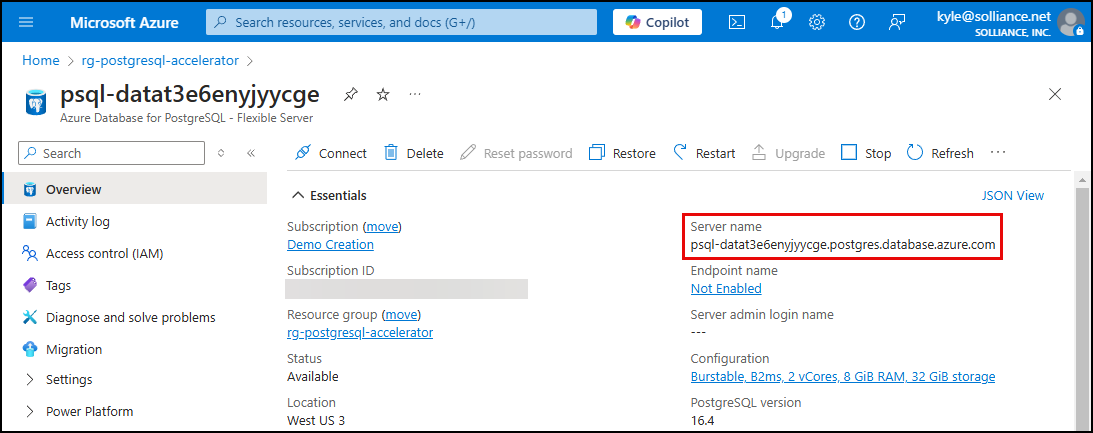 Microsoft Azure
Search resources, services, and docs (G+/)
Copilot
1
kyle@solliance.net
SOLLIANCE, INC.
Home > rg-postgresql-accelerator >
psql-datat3e6enyjyycge
Azure Database for PostgreSQL - Flexible Server
Search
Connect Delete Reset password Restore Restart Upgrade Stop Refresh
Overview
Activity log
Access control (IAM)
Tags
Diagnose and solve problems
Migration
Settings
Power Platform
Essentials
JSON View
Subscription (move)
Demo Creation
Subscription ID
Resource group (move)
rg-postgresql-accelerator
Status
Available
Location
West US 3
Server name
psql-datat3e6enyjyycge.postgres.database.azure.com
Endpoint name
Not Enabled
Server admin login name
---
Configuration
Burstable, B2ms, 2 vCores, 8 GiB RAM, 32 GiB storage
PostgreSQL version
16.4